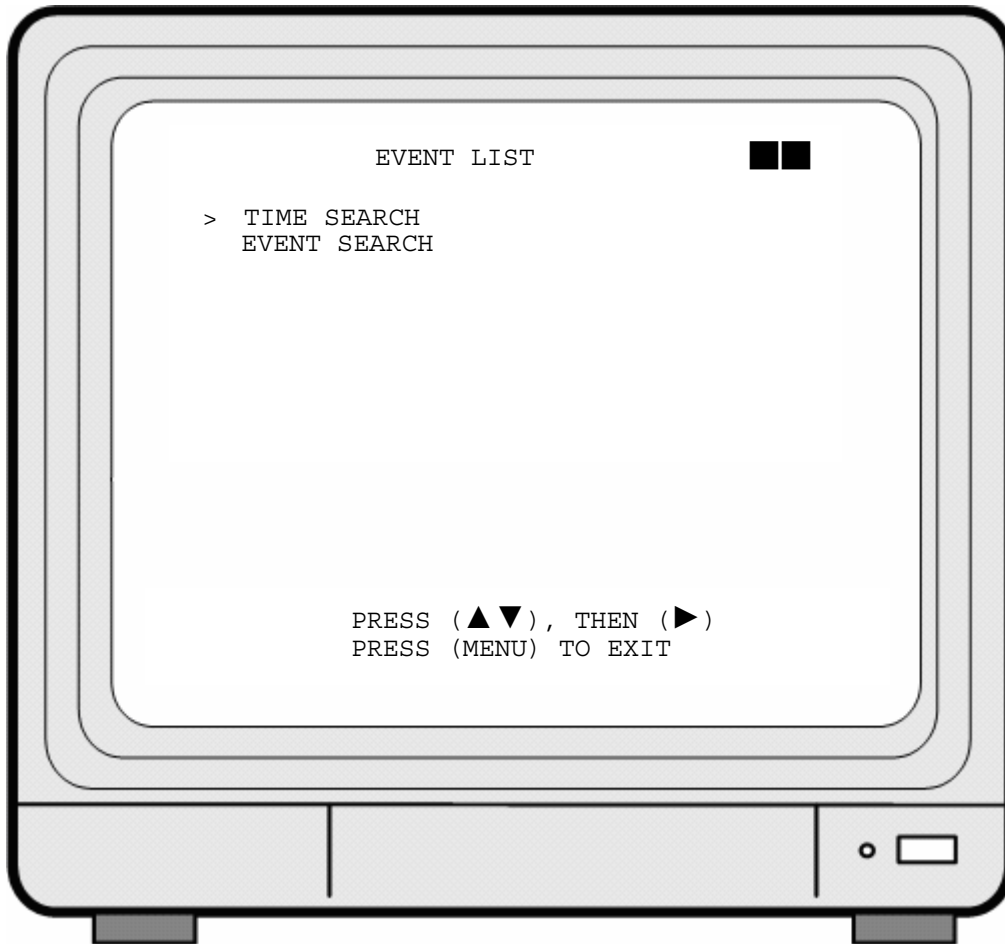 EVENT LIST
> TIME SEARCH
EVENT SEARCH
PRESS (▲▼), THEN (▶)
PRESS (MENU) TO EXIT